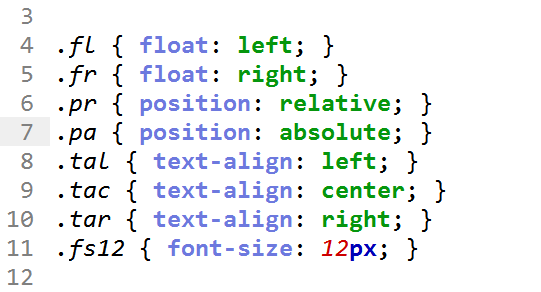 3
4 .fl { float: left; }
5 .fr { float: right; }
6 .pr { position: relative; }
7 .pa { position: absolute; }
8 .tal { text-align: left; }
9 .tac { text-align: center; }
10 .tar { text-align: right; }
11 .fs12 { font-size: 12px; }
12